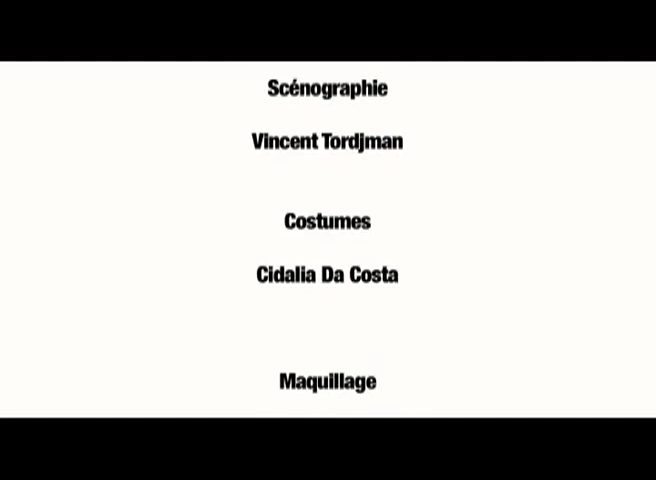 Scénographie
Vincent Tordjman
Costumes
Cidalia Da Costa
Maquillage